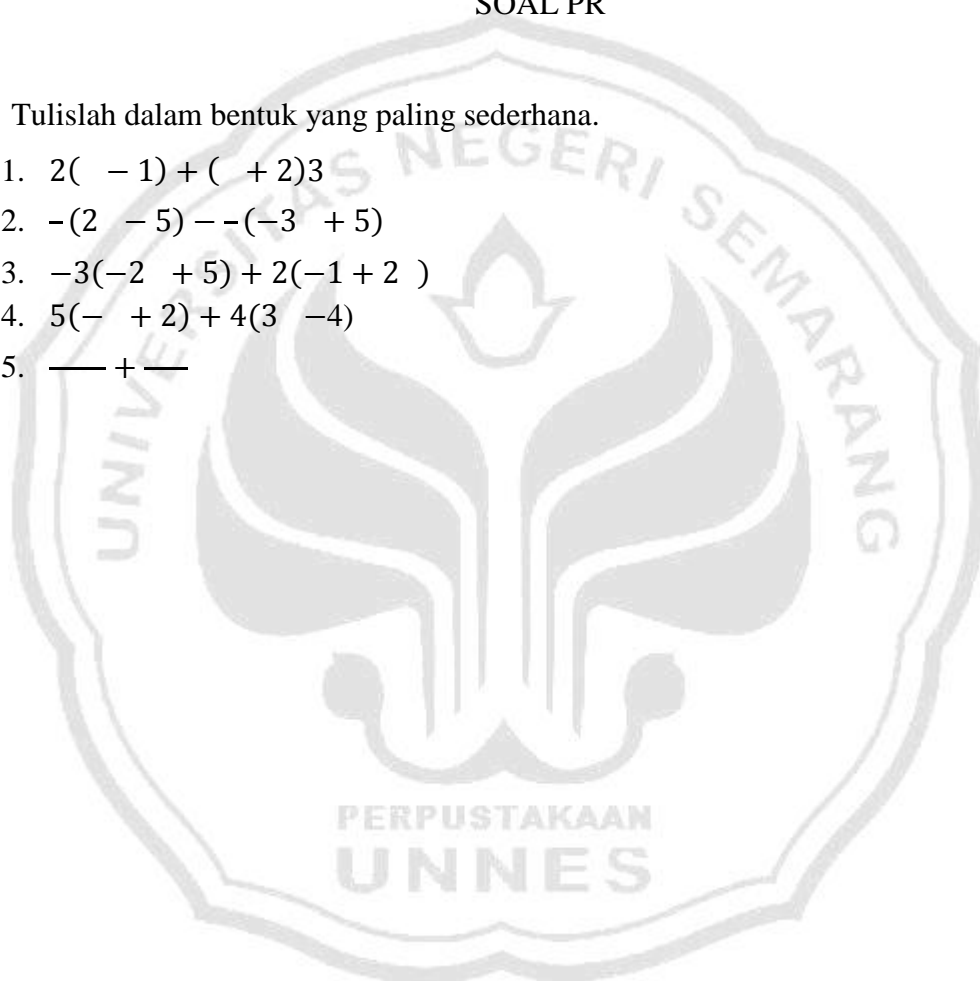 SOAL PR
Tulislah dalam bentuk yang paling sederhana.
1. 2( − 1) + ( + 2)3
2. –(2 − 5) − –(−3 + 5)
3. −3(−2 + 5) + 2(−1 + 2 )
4. 5(− + 2) + 4(3 −4)
5. — + —
UNIVERSITAS NEGERI SEMARANG
PERPUSTAKAAN
UNNES